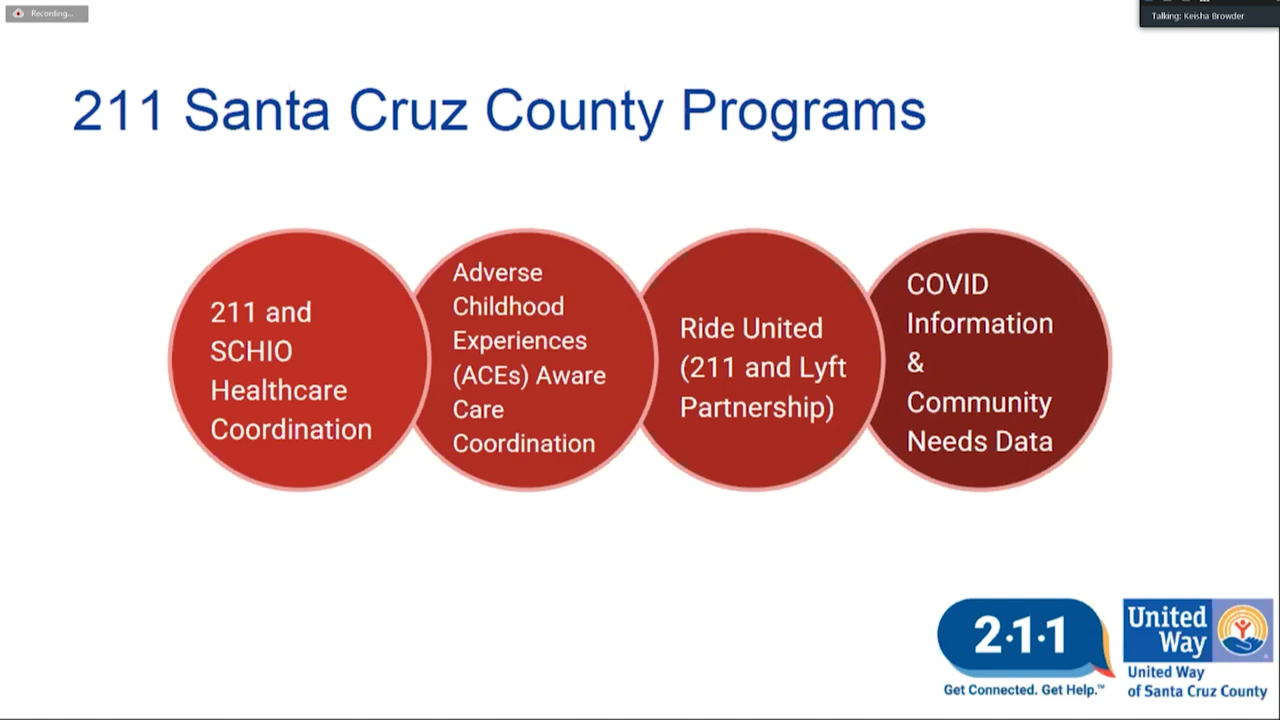 Recording...
Talking: Keisha Browder
211 Santa Cruz County Programs
211 and
SCHIO
Healthcare
Coordination
Adverse
Childhood
Experiences
(ACEs) Aware
Care
Coordination
Ride United
(211 and Lyft
Partnership)
COVID
Information
&
Community
Needs Data
2·1·1
Get Connected. Get Help.™
United
Way
United Way
of Santa Cruz County